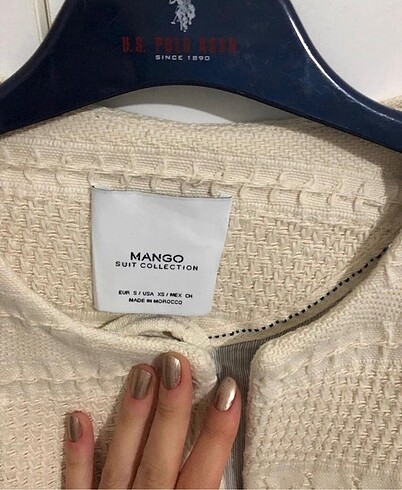 U.S. POLO ASSN.
SINCE 1890
MANGO
SUIT COLLECTION
EUR S / USA XS / MEX CH
MADE IN MOROCCO